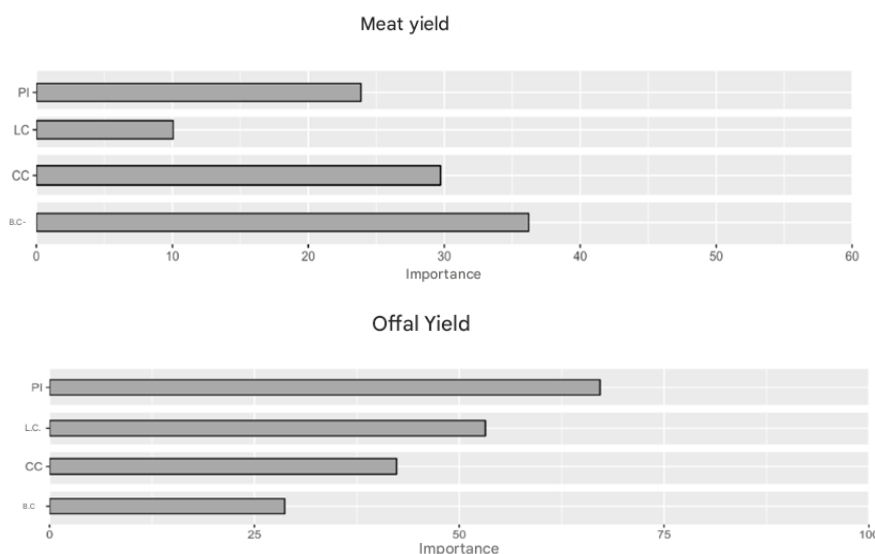 Meat yield
PI
LC
CC
B.C-
0 10 20 30 40 50 60
Importance
Offal Yield
PI
L.C.
CC
B.C
0 25 50 75 100
Importance